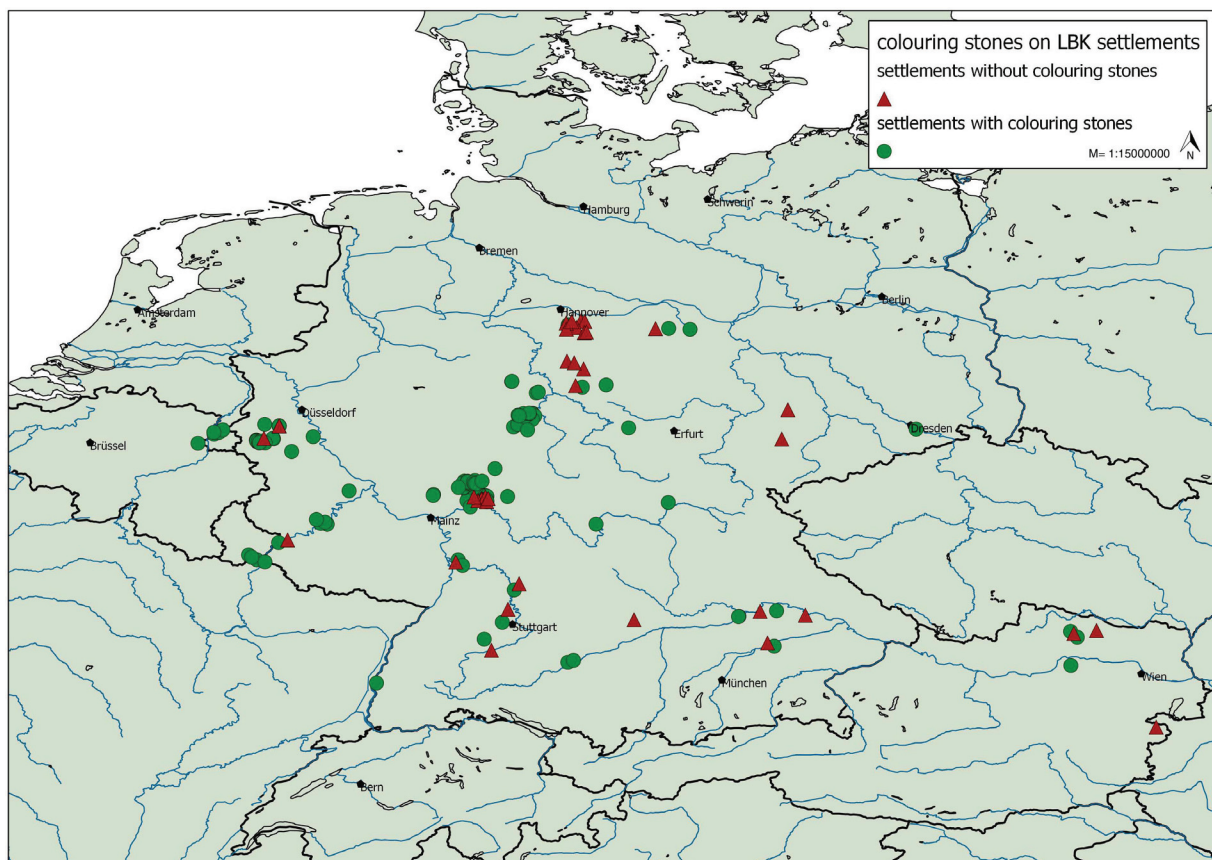 colouring stones on LBK settlements
settlements without colouring stones
settlements with colouring stones
M= 1:15000000
N
Hamburg
Schwerin
Bremen
Berlin
Amsterdam
Hannover
Düsseldorf
Dresden
Erfurt
Brüssel
Mainz
Stuttgart
Wien
München
Bern